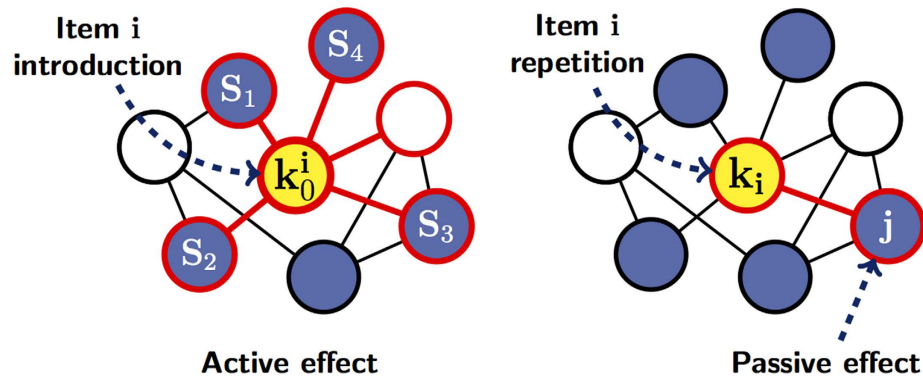 Item i
introduction
S₁
S₄
k₀ⁱ
S₂
S₃
Active effect
Item i
repetition
kᵢ
j
Passive effect